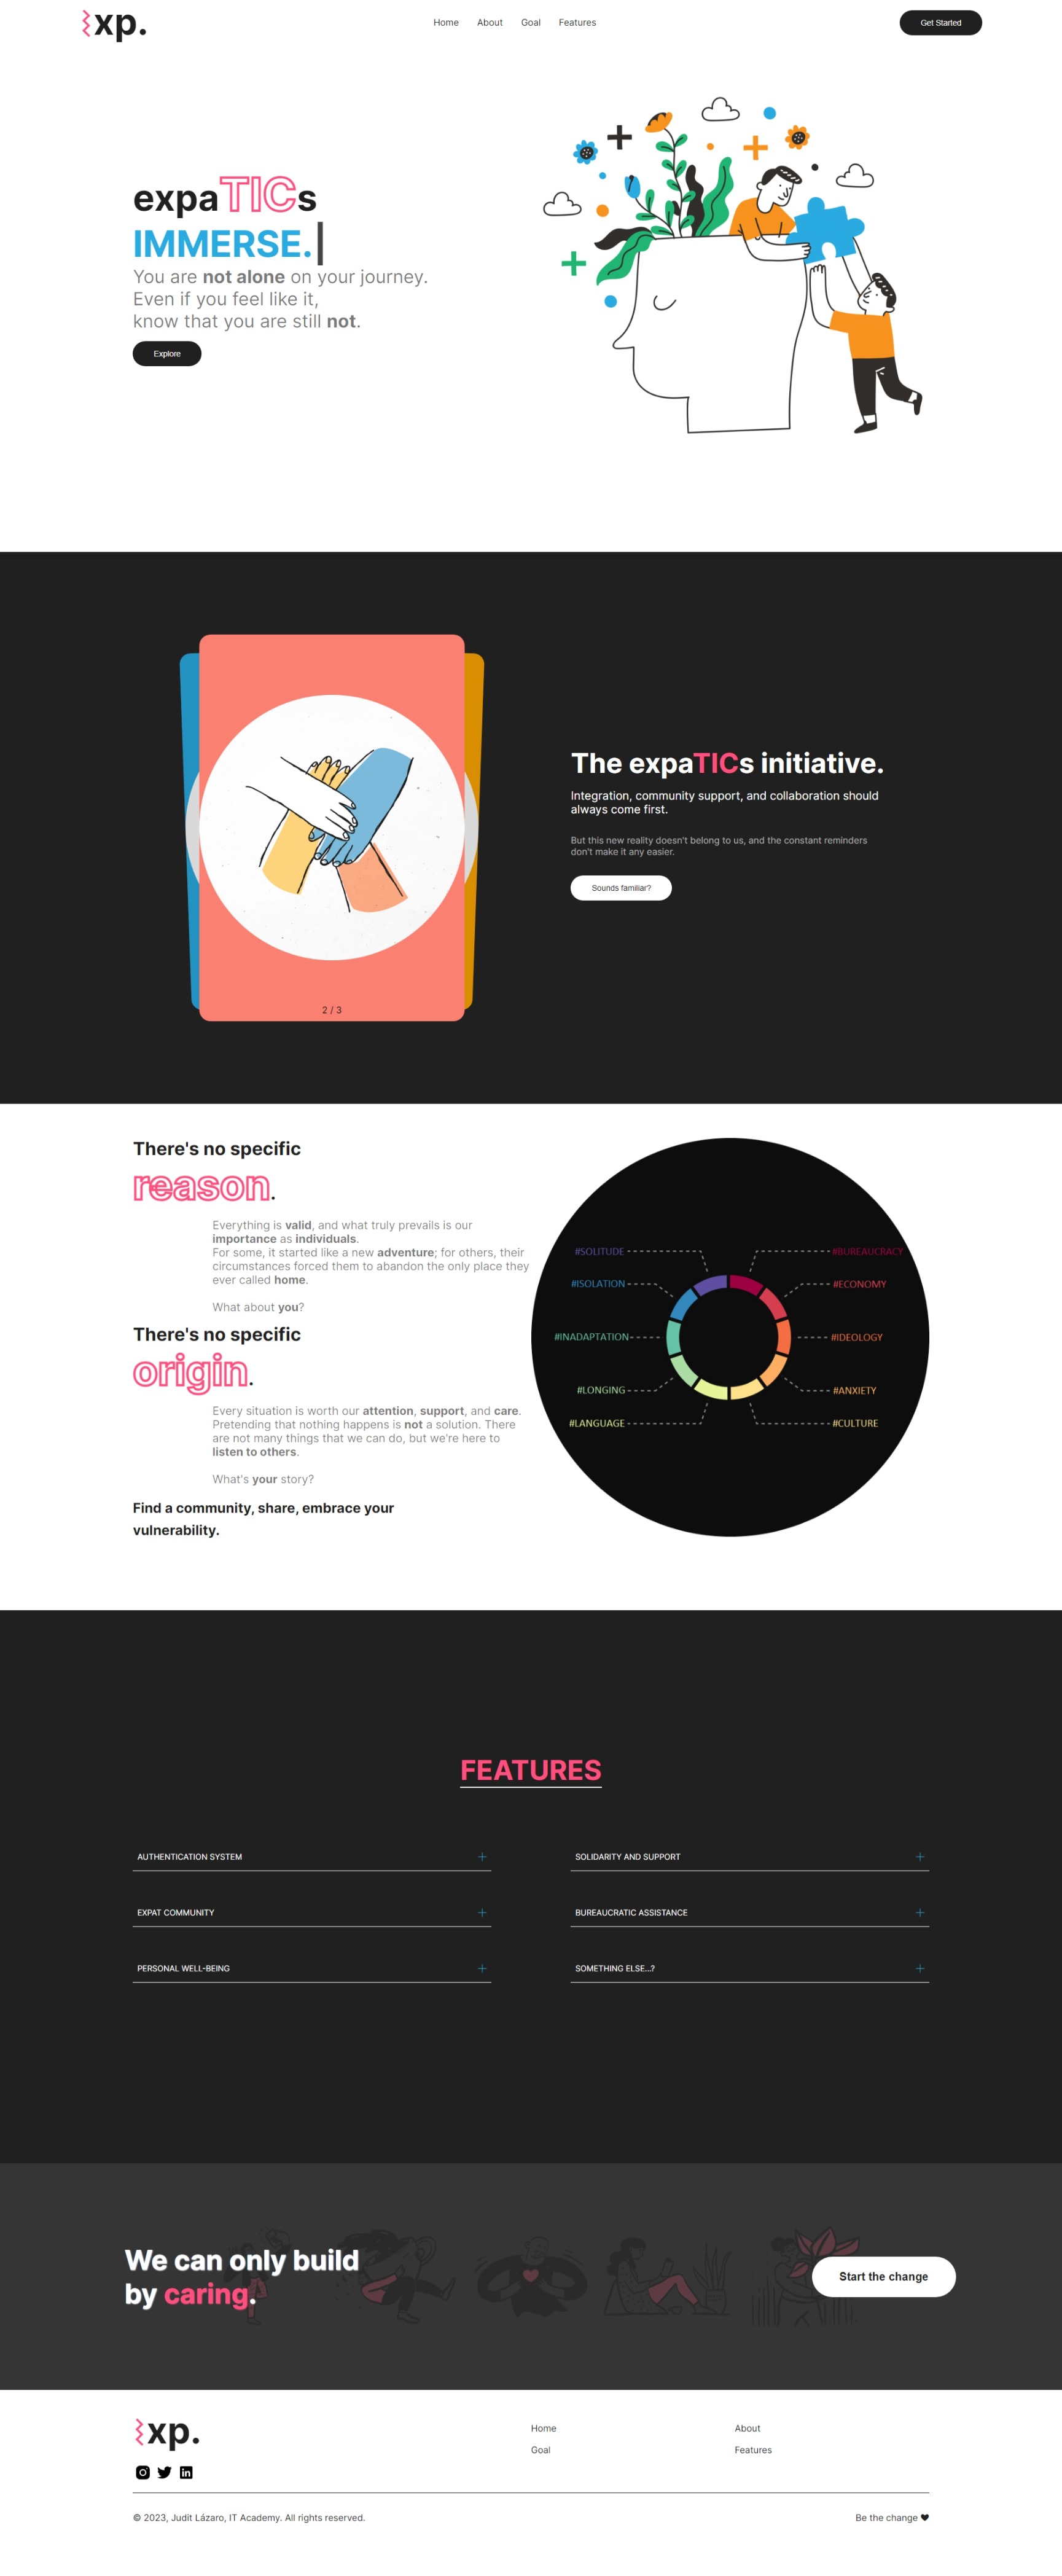 xp.
Home About Goal Features
Get Started
expaTICs
IMMERSE.
You are not alone on your journey.
Even if you feel like it,
know that you are still not.
Explore
2 / 3
The expaTICs initiative.
Integration, community support, and collaboration should
always come first.
But this new reality doesn't belong to us, and the constant reminders
don't make it any easier.
Sounds familiar?
There's no specific
reason.
Everything is valid, and what truly prevails is our
importance as individuals.
For some, it started like a new adventure; for others, their
circumstances forced them to abandon the only place they
ever called home.
What about you?
There's no specific
origin.
Every situation is worth our attention, support, and care.
Pretending that nothing happens is not a solution. There
are not many things that we can do, but we're here to
listen to others.
What's your story?
Find a community, share, embrace your
vulnerability.
#SOLITUDE
#BUREAUCRACY
#ISOLATION
#ECONOMY
#INADAPTATION
#IDEOLOGY
#LONGING
#ANXIETY
#LANGUAGE
#CULTURE
FEATURES
AUTHENTICATION SYSTEM
SOLIDARITY AND SUPPORT
EXPAT COMMUNITY
BUREAUCRATIC ASSISTANCE
PERSONAL WELL-BEING
SOMETHING ELSE...?
We can only build
by caring.
Start the change
xp.
Home
About
Goal
Features
© 2023, Judit Lázaro, IT Academy. All rights reserved.
Be the change